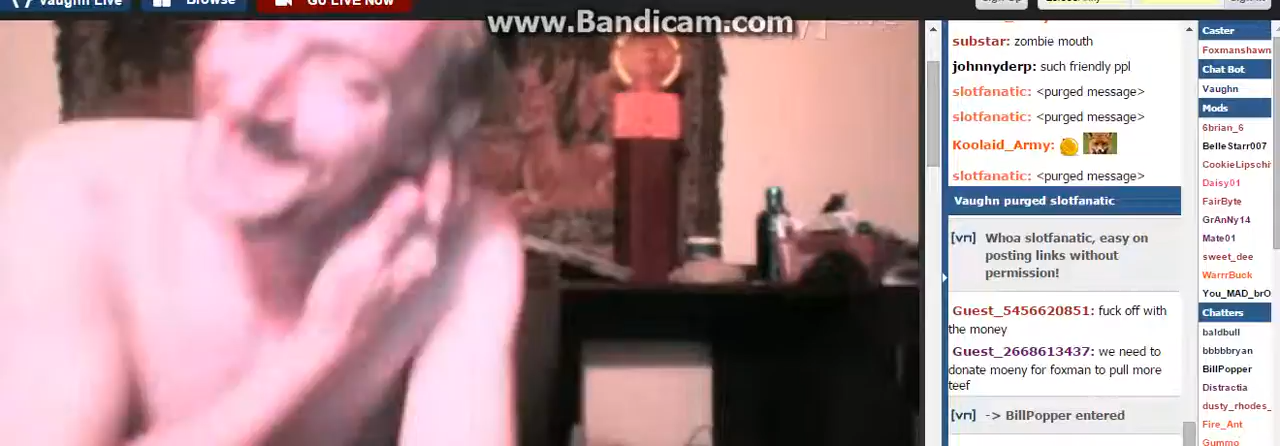 Vaughn Live
Browse
Go Live Now
www.Bandicam.com
substar: zombie mouth
johnnyderp: such friendly ppl
slotfanatic: <purged message>
slotfanatic: <purged message>
Koolaid_Army:
slotfanatic: <purged message>
Vaughn purged slotfanatic
[vn] Whoa slotfanatic, easy on
posting links without
permission!
Guest_5456620851: fuck off with
the money
Guest_2668613437: we need to
donate moeny for foxman to pull more
teef
[vn] -> BillPopper entered
Caster
Foxmanshawn
Chat Bot
Vaughn
Mods
6brian_6
BelleStarr007
CookieLipschi
Daisy01
FairByte
GrAnNy14
Mate01
sweet_dee
WarrrBuck
You_MAD_brO
Chatters
baldbull
bbbbbryan
BillPopper
Distractia
dusty_rhodes_
Fire_Ant
Gummo